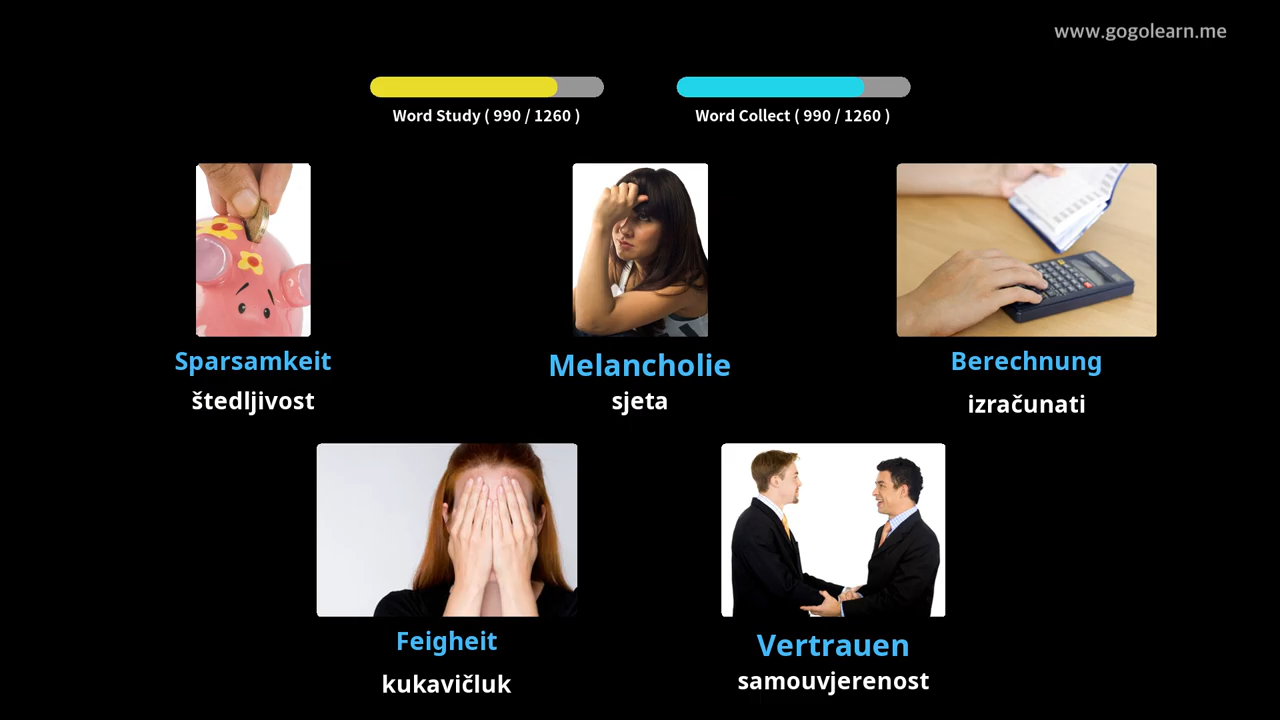 www.gogolearn.me
Word Study ( 990 / 1260 )
Word Collect ( 990 / 1260 )
Sparsamkeit
štedljivost
Melancholie
sjeta
Berechnung
izračunati
Feigheit
kukavičluk
Vertrauen
samouvjerenost